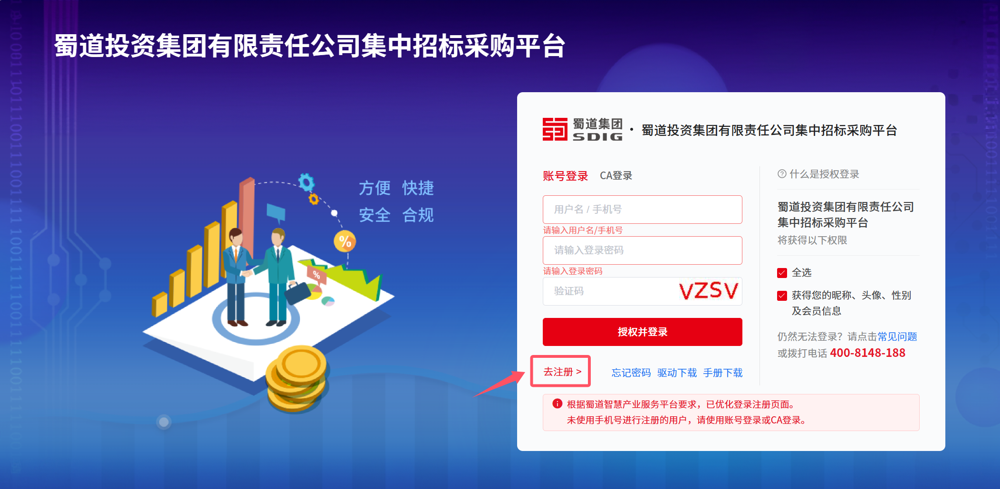 蜀道投资集团有限责任公司集中招标采购平台
方便 快捷
安全 合规
%
%
蜀道集团
SDIG
· 蜀道投资集团有限责任公司集中招标采购平台
账号登录 CA登录
用户名 / 手机号
请输入用户名/手机号
请输入登录密码
请输入登录密码
验证码 VZSV
授权并登录
去注册 > 忘记密码 驱动下载 手册下载
什么是授权登录
蜀道投资集团有限责任公司
集中招标采购平台
将获得以下权限
全选
获得您的昵称、头像、性别
及会员信息
仍然无法登录？请点击常见问题
或拨打电话 400-8148-188
根据蜀道智慧产业服务平台要求，已优化登录注册页面。
未使用手机号进行注册的用户，请使用账号登录或CA登录。